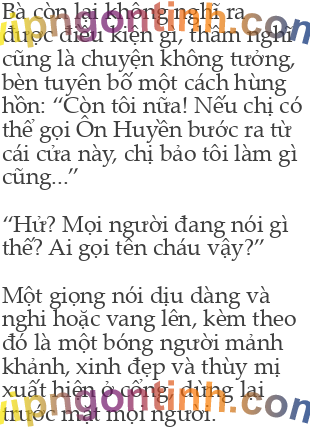 Bà còn lại không nghĩ ra
được điều kiện gì, thầm nghĩ
cũng là chuyện không tưởng,
bèn tuyên bố một cách hùng
hồn: “Còn tôi nữa! Nếu chị có
thể gọi Ôn Huyền bước ra từ
cái cửa này, chị bảo tôi làm gì
cũng...”
“Hử? Mọi người đang nói gì
thế? Ai gọi tên cháu vậy?”
Một giọng nói dịu dàng và
nghi hoặc vang lên, kèm theo
đó là một bóng người mảnh
khảnh, xinh đẹp và thùy mị
xuất hiện ở cổng, dừng lại
trước mặt mọi người.
vipngontinh.com
vipngontinh.com